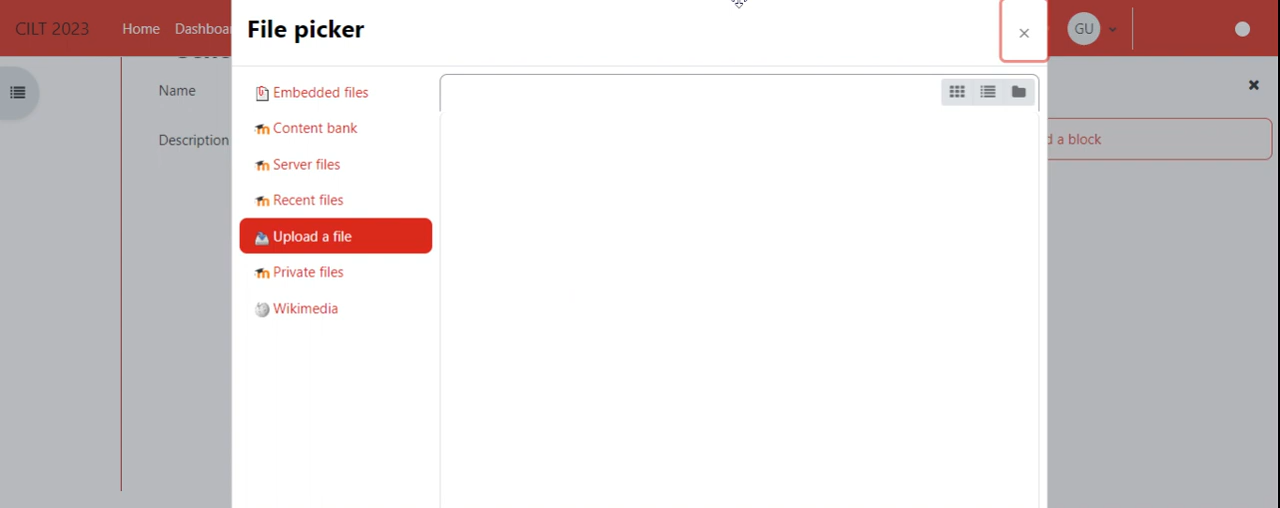 CILT 2023
Home
Dashboa
File picker
×
GU
Embedded files
Content bank
Server files
Recent files
Upload a file
Private files
Wikimedia
Name
Description
d a block